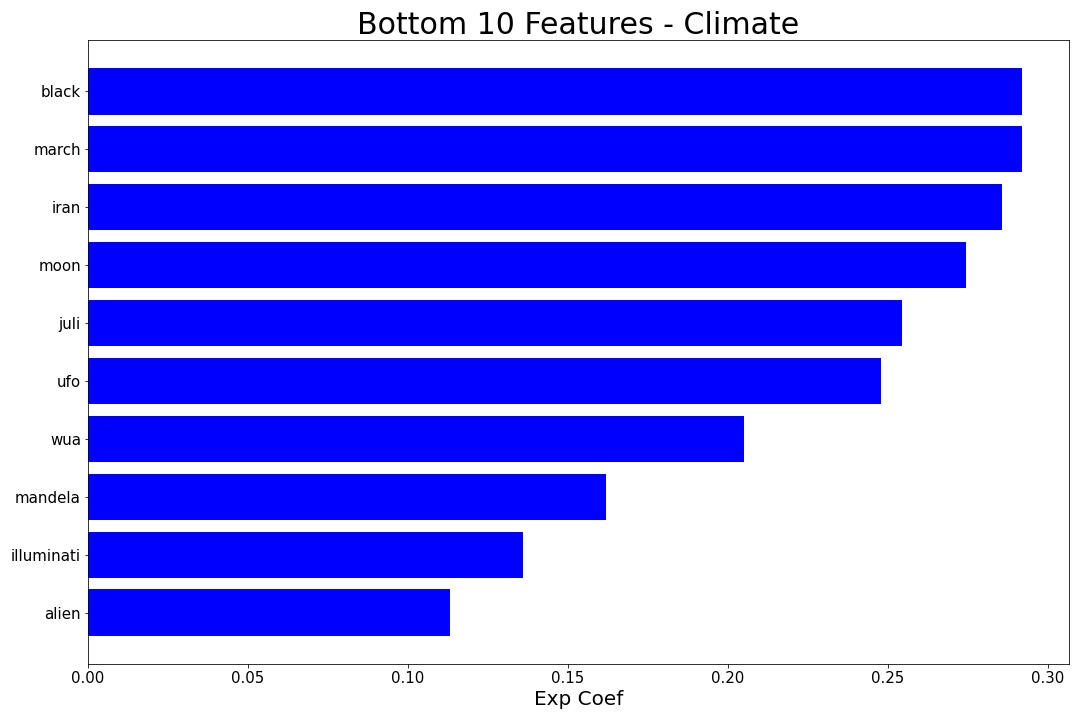 Bottom 10 Features - Climate
black
march
iran
moon
juli
ufo
wua
mandela
illuminati
alien
0.00 0.05 0.10 0.15 0.20 0.25 0.30
Exp Coef